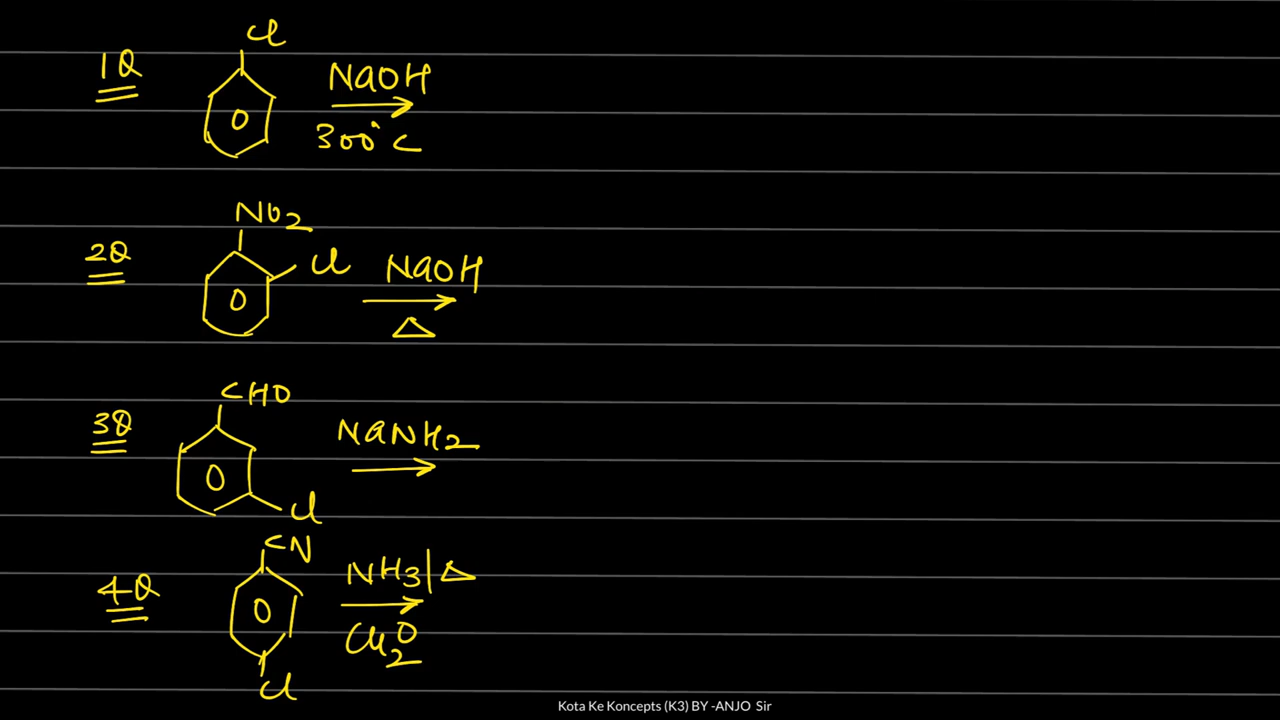 Cl
1Q NaOH
300°C
NO2
2Q Cl NaOH
Δ
CHO
3Q NaNH2
Cl
CN
4Q NH3|Δ
Cu2O
Cl
Kota Ke Koncepts (K3) BY -ANJO Sir